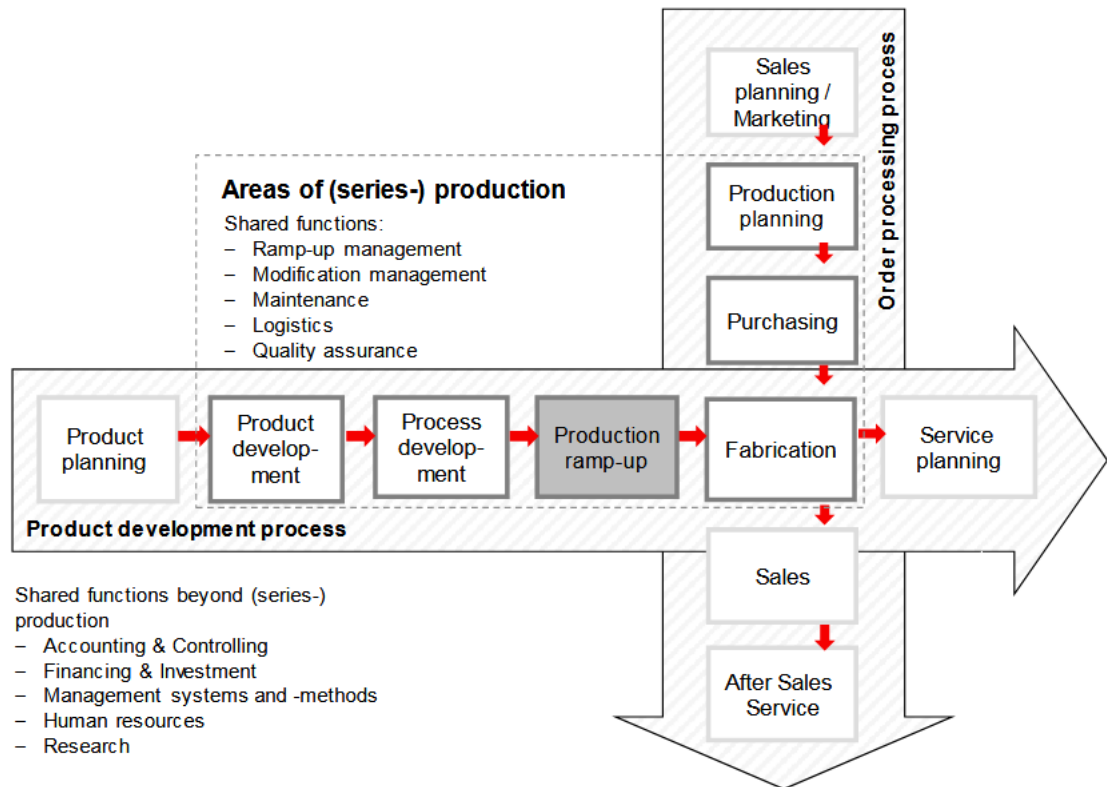 Sales
planning /
Marketing
Order processing process
Areas of (series-) production
Shared functions:
– Ramp-up management
– Modification management
– Maintenance
– Logistics
– Quality assurance
Production
planning
Purchasing
Product
planning
Product
develop-
ment
Process
develop-
ment
Production
ramp-up
Fabrication
Service
planning
Product development process
Sales
After Sales
Service
Shared functions beyond (series-)
production
– Accounting & Controlling
– Financing & Investment
– Management systems and -methods
– Human resources
– Research